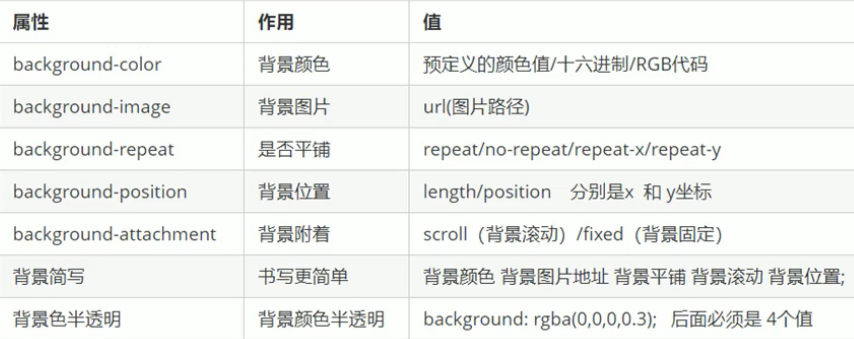 属性 作用 值
background-color 背景颜色 预定义的颜色值/十六进制/RGB代码
background-image 背景图片 url(图片路径)
background-repeat 是否平铺 repeat/no-repeat/repeat-x/repeat-y
background-position 背景位置 length/position 分别是x 和 y坐标
background-attachment 背景附着 scroll（背景滚动）/fixed（背景固定）
背景简写 书写更简单 背景颜色 背景图片地址 背景平铺 背景滚动 背景位置;
背景色半透明 背景颜色半透明 background: rgba(0,0,0,0.3); 后面必须是 4个值